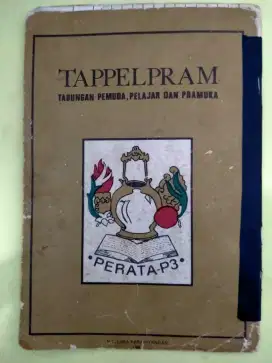 TAPPELPRAM
TABUNGAN PEMUDA, PELAJAR DAN PRAMUKA
• PERATA-P3 •